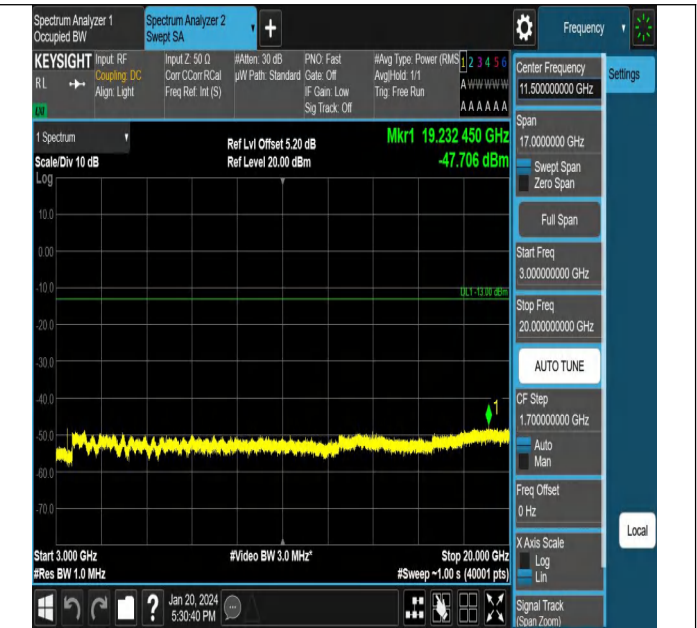 Spectrum Analyzer 1
Occupied BW
Spectrum Analyzer 2
Swept SA
Frequency
KEYSIGHT
RL
Input: RF
Coupling: DC
Align: Light
Input Z: 50 Ω
Corr CCorr RCal
Freq Ref: Int (S)
#Atten: 30 dB
µW Path: Standard
PNO: Fast
Gate: Off
IF Gain: Low
Sig Track: Off
#Avg Type: Power (RMS
Avg|Hold: 1/1
Trig: Free Run
1 2 3 4 5 6
A W W W W W
A A A A A A
1 Spectrum
Scale/Div 10 dB
Ref Lvl Offset 5.20 dB
Ref Level 20.00 dBm
Mkr1 19.232 450 GHz
-47.706 dBm
Log
10.0
0.00
-10.0
-20.0
-30.0
-40.0
-50.0
-60.0
-70.0
DL1 -13.00 dBm
1
Start 3.000 GHz
#Res BW 1.0 MHz
#Video BW 3.0 MHz*
Stop 20.000 GHz
#Sweep ~1.00 s (40001 pts)
Jan 20, 2024
5:30:40 PM
Center Frequency
11.500000000 GHz
Settings
Span
17.0000000 GHz
Swept Span
Zero Span
Full Span
Start Freq
3.000000000 GHz
Stop Freq
20.000000000 GHz
AUTO TUNE
CF Step
1.700000000 GHz
Auto
Man
Freq Offset
0 Hz
X Axis Scale
Log
Lin
Local
Signal Track
(Span Zoom)